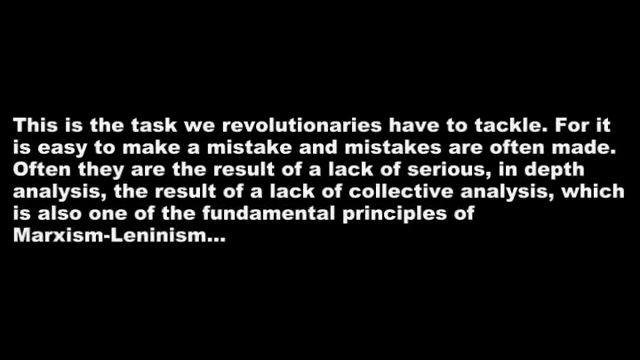 This is the task we revolutionaries have to tackle. For it
is easy to make a mistake and mistakes are often made.
Often they are the result of a lack of serious, in depth
analysis, the result of a lack of collective analysis, which
is also one of the fundamental principles of
Marxism-Leninism...